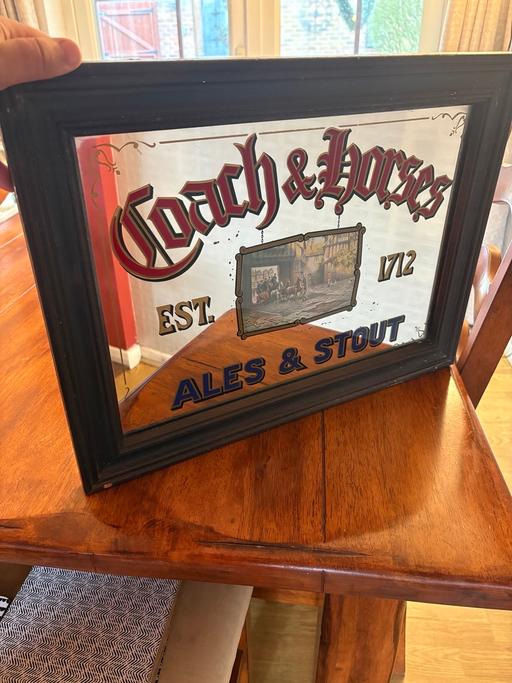 Coach & Horses
EST. 1712
ALES & STOUT